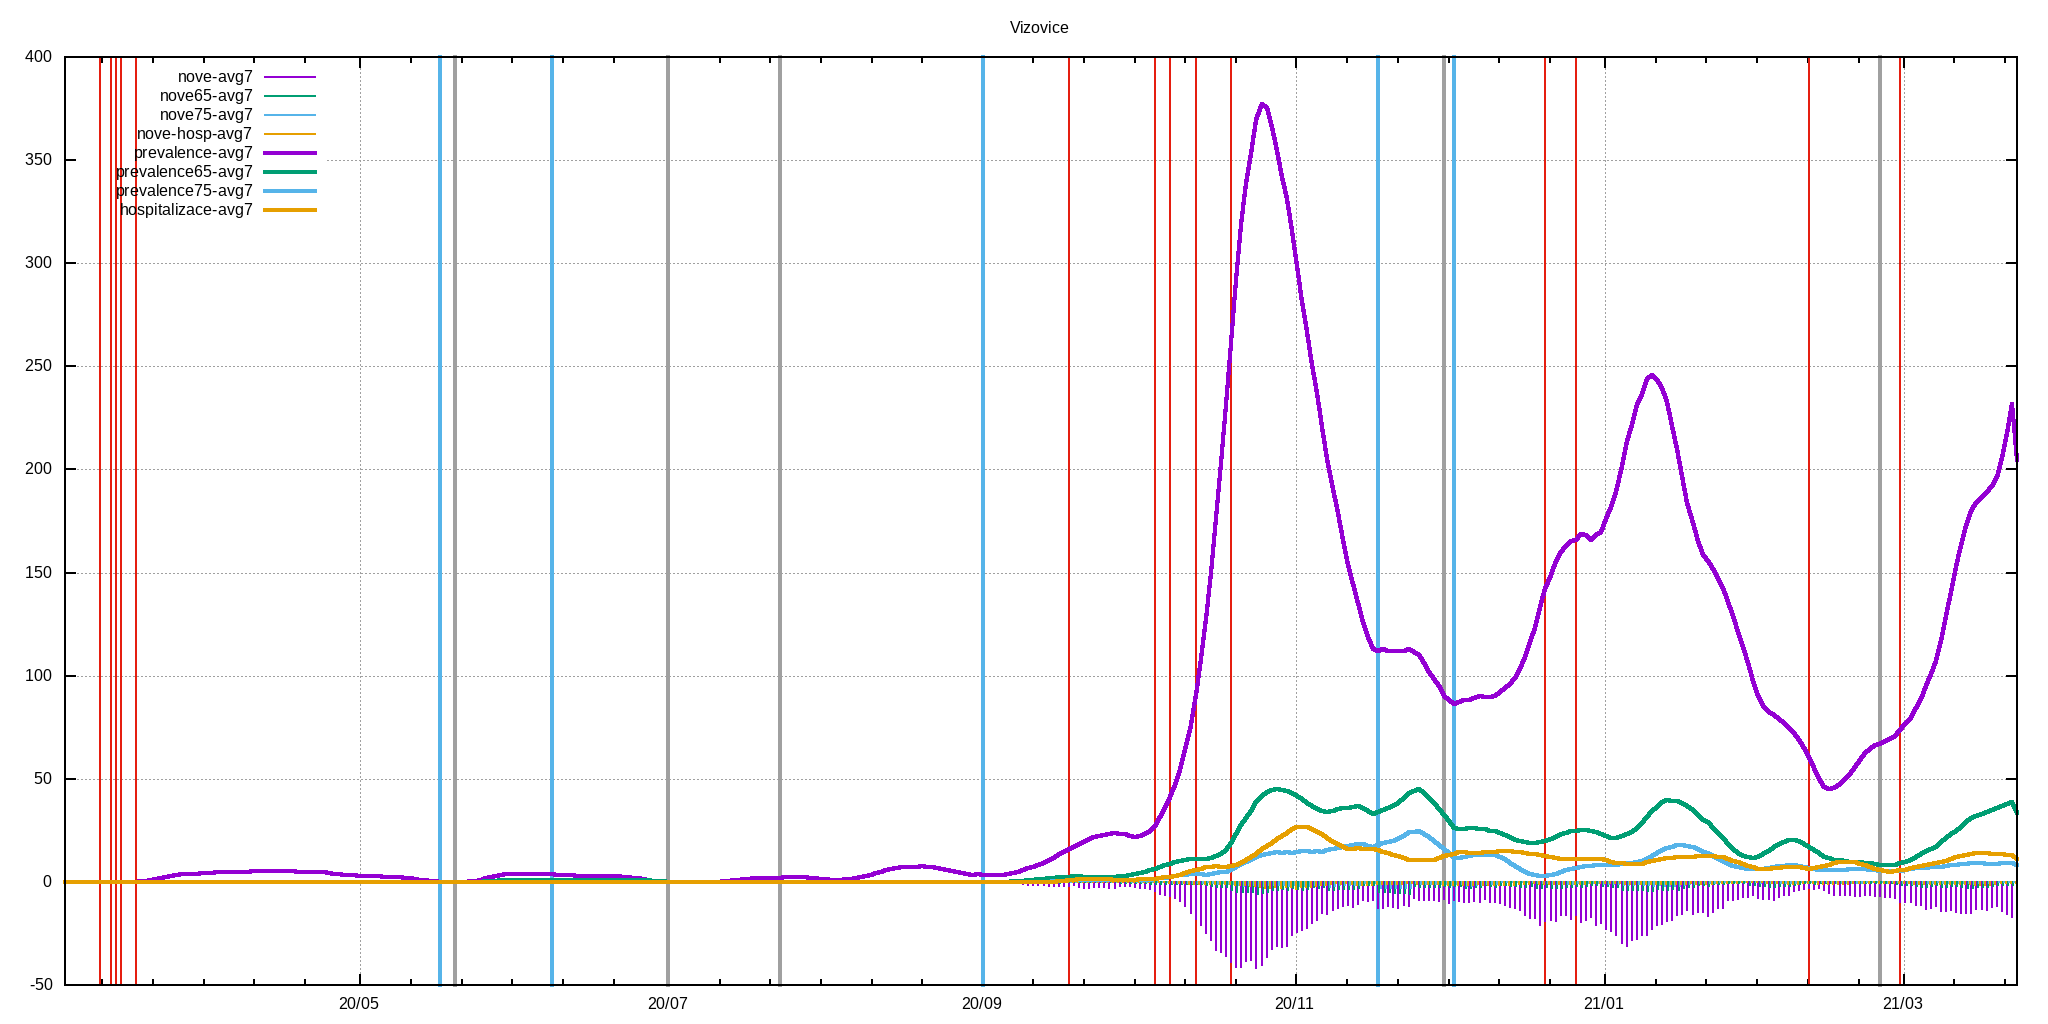 Vizovice
400
350
300
250
200
150
100
50
0
-50
nove-avg7
nove65-avg7
nove75-avg7
nove-hosp-avg7
prevalence-avg7
prevalence65-avg7
prevalence75-avg7
hospitalizace-avg7
20/05 20/07 20/09 20/11 21/01 21/03